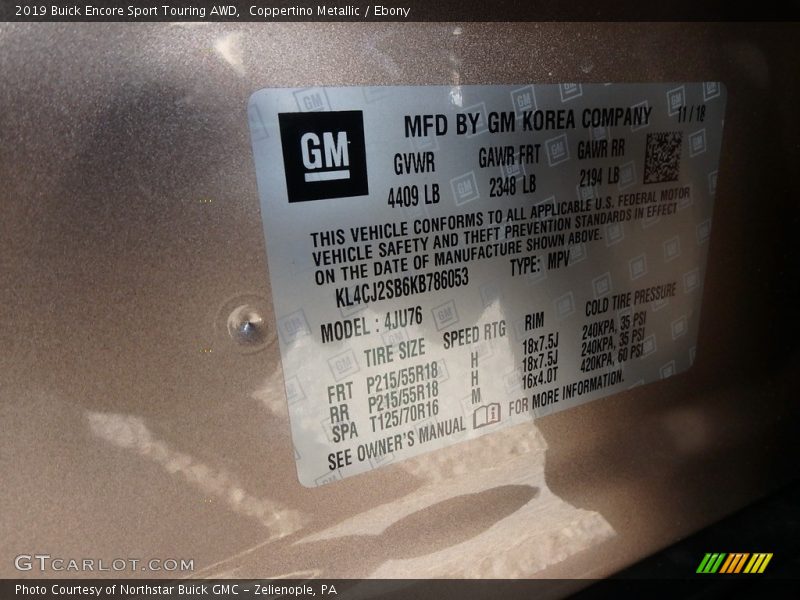 2019 Buick Encore Sport Touring AWD, Coppertino Metallic / Ebony
GM
MFD BY GM KOREA COMPANY 11/18
GVWR GAWR FRT GAWR RR
4409 LB 2348 LB 2194 LB
THIS VEHICLE CONFORMS TO ALL APPLICABLE U.S. FEDERAL MOTOR
VEHICLE SAFETY AND THEFT PREVENTION STANDARDS IN EFFECT
ON THE DATE OF MANUFACTURE SHOWN ABOVE.
KL4CJ2SB6KB786053 TYPE: MPV
MODEL : 4JU76
TIRE SIZE SPEED RTG RIM COLD TIRE PRESSURE
FRT P215/55R18 H 18x7.5J 240KPA, 35 PSI
RR P215/55R18 H 18x7.5J 240KPA, 35 PSI
SPA T125/70R16 M 16x4.0T 420KPA, 60 PSI
SEE OWNER'S MANUAL FOR MORE INFORMATION.
GTCARLOT.COM
Photo Courtesy of Northstar Buick GMC – Zelienople, PA